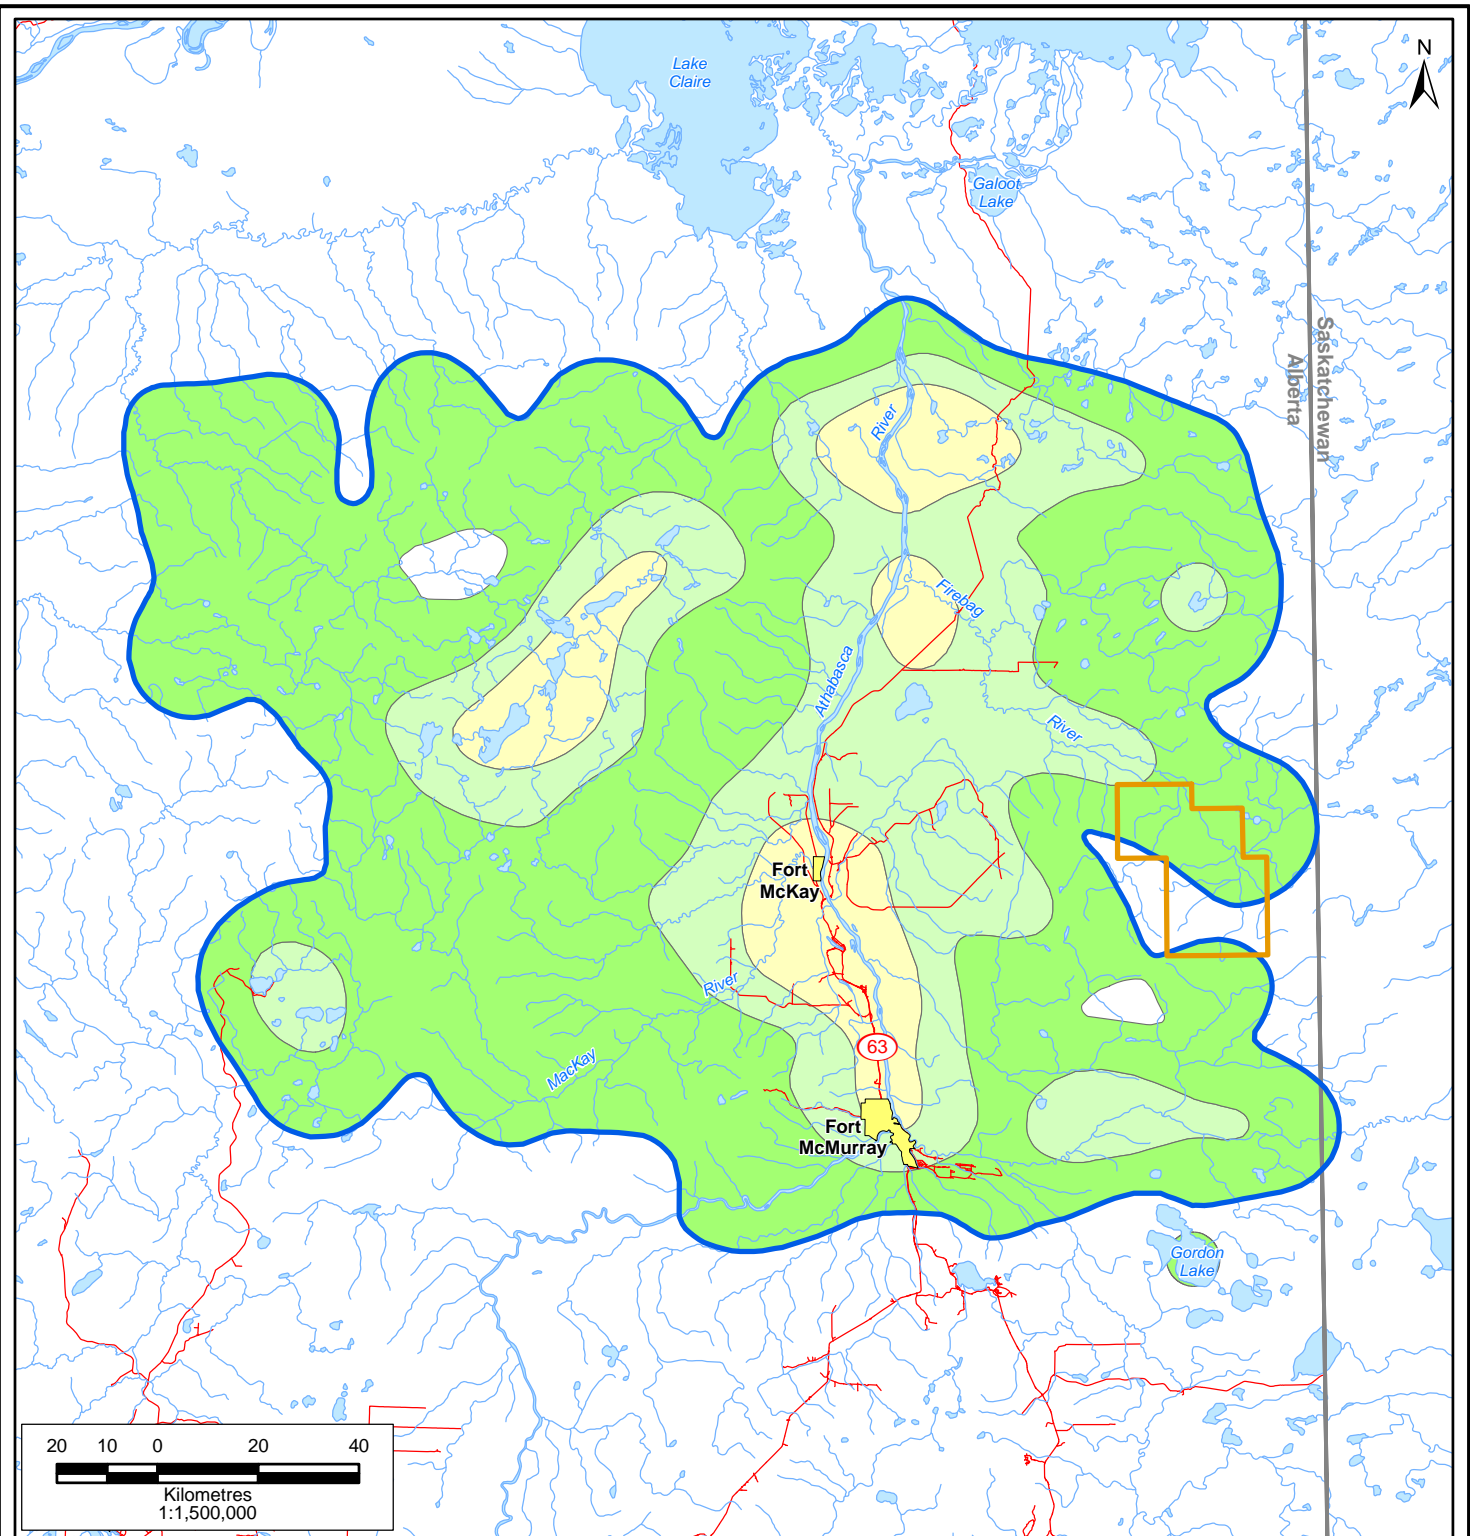 N
Lake
Claire
Galoot
Lake
Saskatchewan
Alberta
River
Firebag
Athabasca
River
Fort
McKay
River
63
MacKay
Fort
McMurray
Gordon
Lake
20 10 0 20 40
Kilometres
1:1,500,000